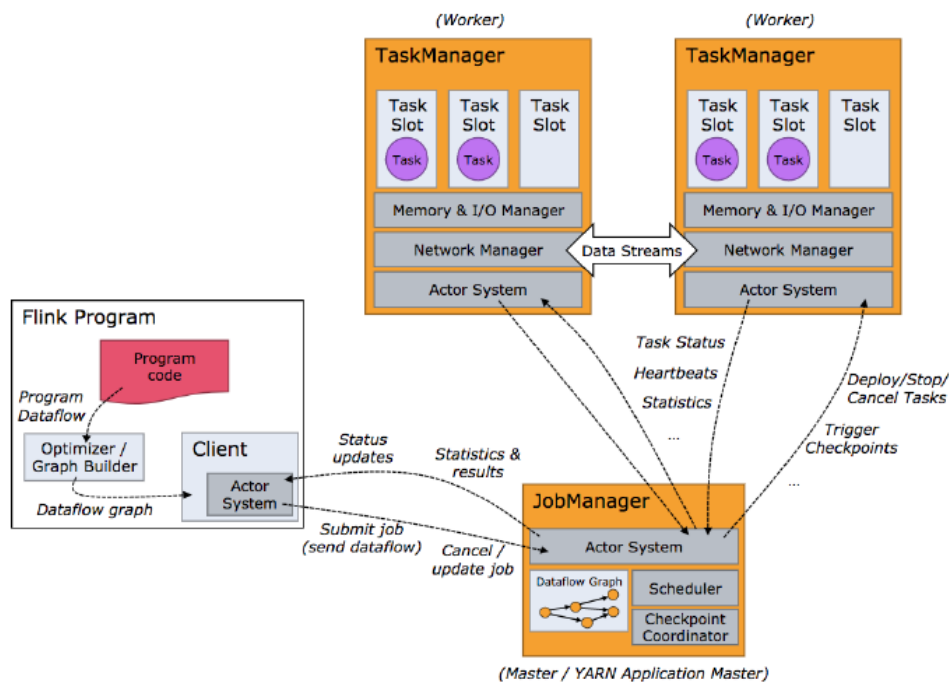 (Worker)
(Worker)
TaskManager
TaskManager
Task
Slot
Task
Task
Slot
Task
Task
Slot
Task
Slot
Task
Task
Slot
Task
Task
Slot
Memory & I/O Manager
Memory & I/O Manager
Network Manager
Data Streams
Network Manager
Actor System
Actor System
Flink Program
Program
code
Program
Dataflow
Optimizer /
Graph Builder
Dataflow graph
Client
Actor
System
Status
updates
Statistics &
results
Submit job
(send dataflow)
Cancel /
update job
Task Status
Heartbeats
Statistics
...
Deploy/Stop/
Cancel Tasks
Trigger
Checkpoints
...
JobManager
Actor System
Dataflow Graph
Scheduler
Checkpoint
Coordinator
(Master / YARN Application Master)